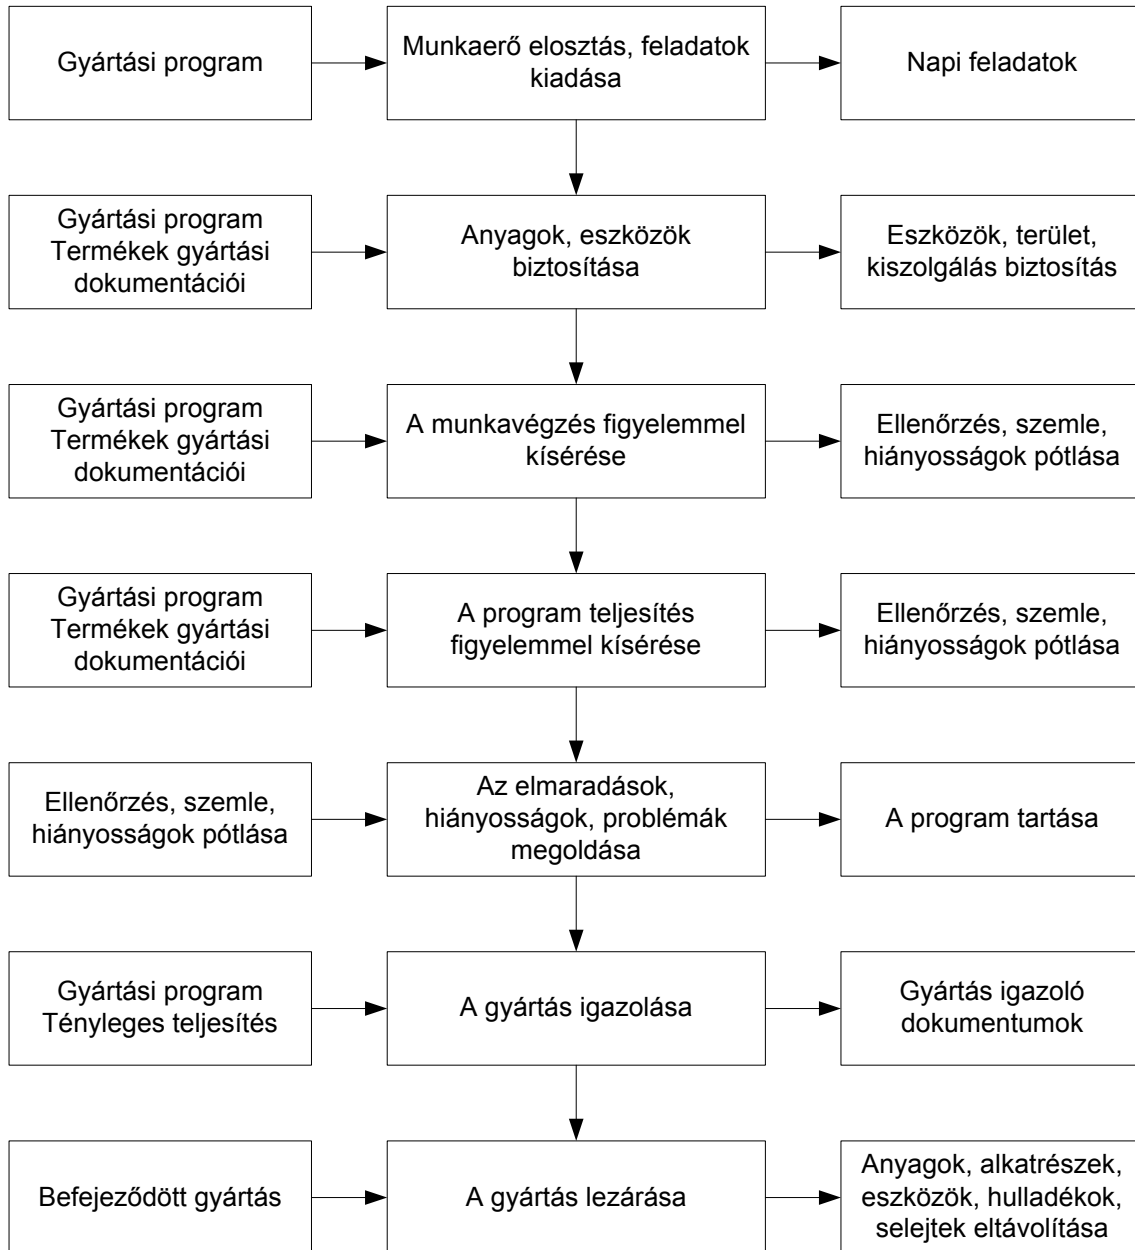 Gyártási program
Munkaerő elosztás, feladatok
kiadása
Napi feladatok
Gyártási program
Termékek gyártási
dokumentációi
Anyagok, eszközök
biztosítása
Eszközök, terület,
kiszolgálás biztosítás
Gyártási program
Termékek gyártási
dokumentációi
A munkavégzés figyelemmel
kísérése
Ellenőrzés, szemle,
hiányosságok pótlása
Gyártási program
Termékek gyártási
dokumentációi
A program teljesítés
figyelemmel kísérése
Ellenőrzés, szemle,
hiányosságok pótlása
Ellenőrzés, szemle,
hiányosságok pótlása
Az elmaradások,
hiányosságok, problémák
megoldása
A program tartása
Gyártási program
Tényleges teljesítés
A gyártás igazolása
Gyártás igazoló
dokumentumok
Befejeződött gyártás
A gyártás lezárása
Anyagok, alkatrészek,
eszközök, hulladékok,
selejtek eltávolítása